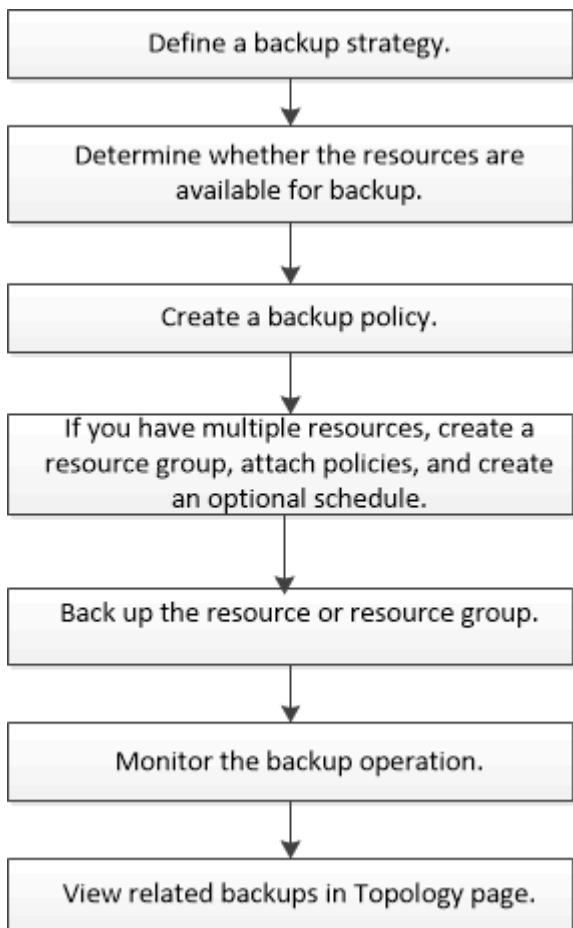 Define a backup strategy.
Determine whether the resources are
available for backup.
Create a backup policy.
If you have multiple resources, create a
resource group, attach policies, and create
an optional schedule.
Back up the resource or resource group.
Monitor the backup operation.
View related backups in Topology page.